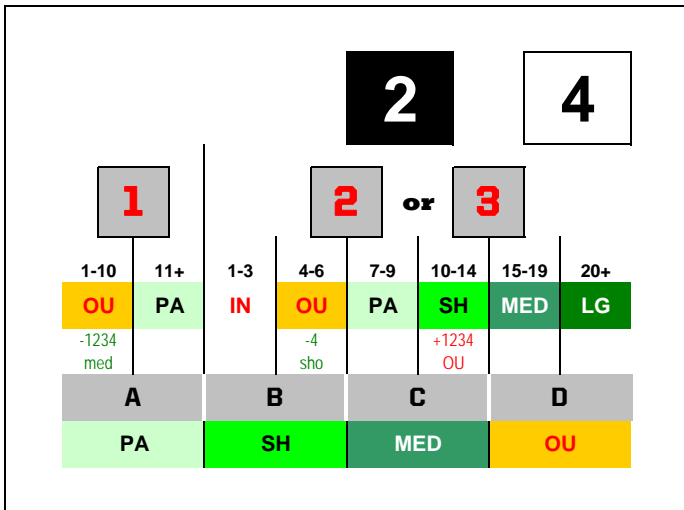 2 4
1 2 or 3
1-10 11+ 1-3 4-6 7-9 10-14 15-19 20+
OU PA IN OU PA SH MED LG
-1234 -4 +1234
med sho OU
A B C D
PA SH MED OU